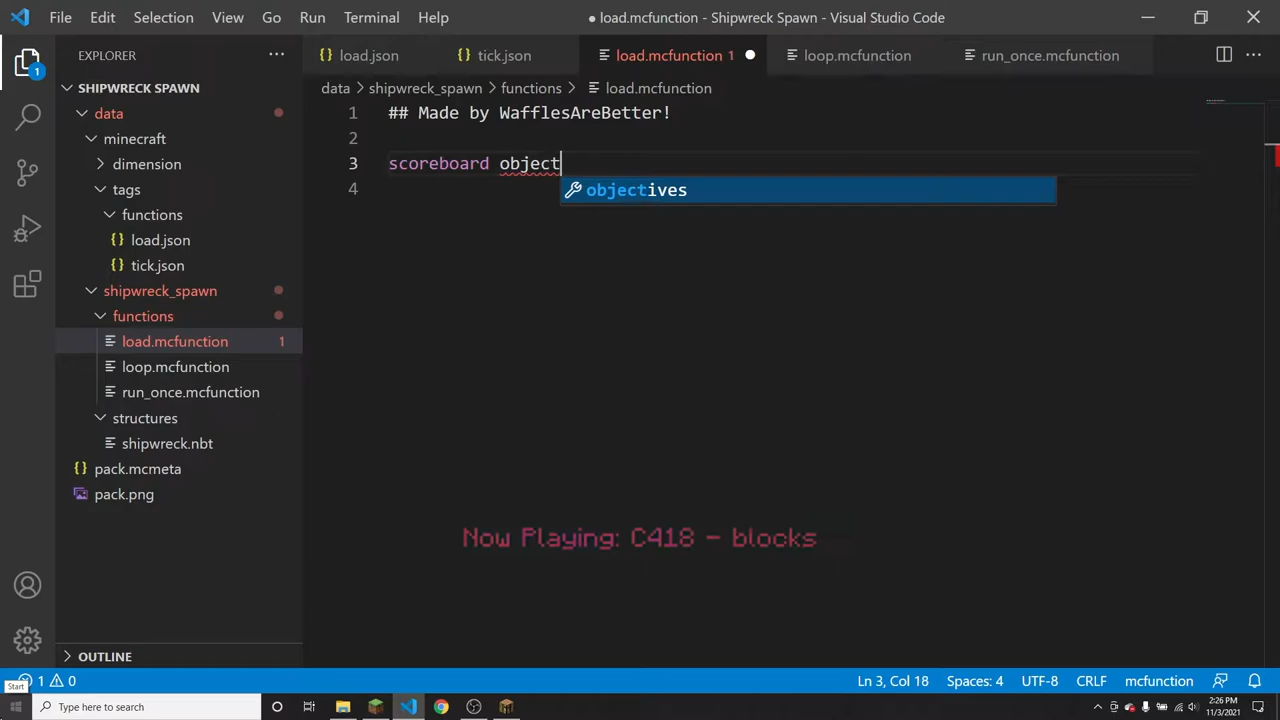 File Edit Selection View Go Run Terminal Help
● load.mcfunction - Shipwreck Spawn - Visual Studio Code
EXPLORER
load.json
tick.json
load.mcfunction 1
loop.mcfunction
run_once.mcfunction
1
SHIPWRECK SPAWN
data > shipwreck_spawn > functions > load.mcfunction
data
minecraft
dimension
tags
functions
load.json
tick.json
shipwreck_spawn
functions
load.mcfunction 1
loop.mcfunction
run_once.mcfunction
structures
shipwreck.nbt
pack.mcmeta
pack.png
1 ## Made by WafflesAreBetter!
2
3 scoreboard object
4
objectives
Now Playing: C418 - blocks
OUTLINE
Start
1 0
Ln 3, Col 18
Spaces: 4
UTF-8
CRLF
mcfunction
Type here to search
2:26 PM
11/3/2021